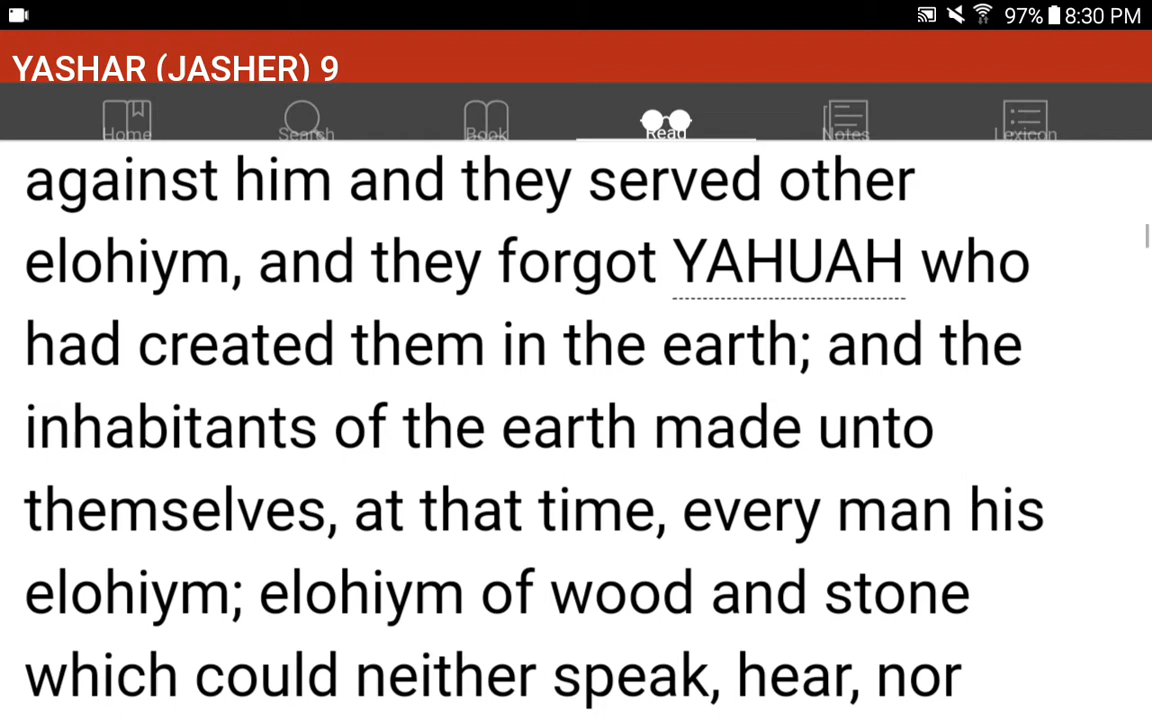 97% 8:30 PM
YASHAR (JASHER) 9
Home Search Book Read Notes Lexicon
against him and they served other
elohiym, and they forgot YAHUAH who
had created them in the earth; and the
inhabitants of the earth made unto
themselves, at that time, every man his
elohiym; elohiym of wood and stone
which could neither speak, hear, nor